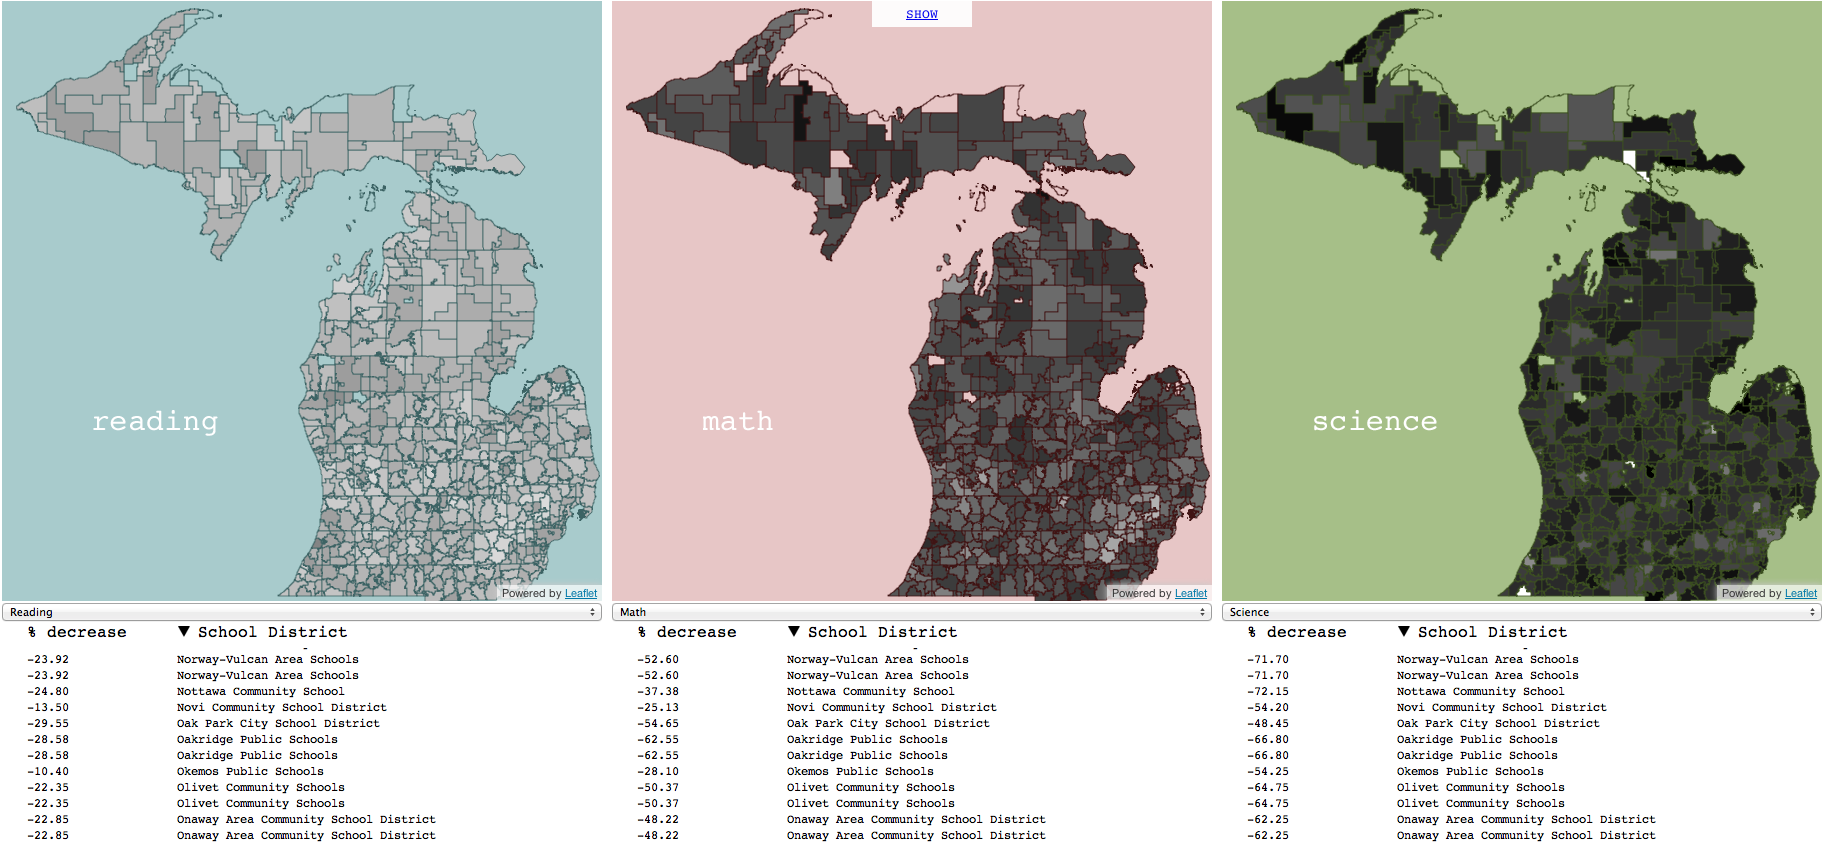 SHOW
reading
math
science
Powered by Leaflet
Powered by Leaflet
Powered by Leaflet
Reading
Math
Science
% decrease ▼ School District
-
-23.92 Norway-Vulcan Area Schools
-23.92 Norway-Vulcan Area Schools
-24.80 Nottawa Community School
-13.50 Novi Community School District
-29.55 Oak Park City School District
-28.58 Oakridge Public Schools
-28.58 Oakridge Public Schools
-10.40 Okemos Public Schools
-22.35 Olivet Community Schools
-22.35 Olivet Community Schools
-22.85 Onaway Area Community School District
-22.85 Onaway Area Community School District
% decrease ▼ School District
-
-52.60 Norway-Vulcan Area Schools
-52.60 Norway-Vulcan Area Schools
-37.38 Nottawa Community School
-25.13 Novi Community School District
-54.65 Oak Park City School District
-62.55 Oakridge Public Schools
-62.55 Oakridge Public Schools
-28.10 Okemos Public Schools
-50.37 Olivet Community Schools
-50.37 Olivet Community Schools
-48.22 Onaway Area Community School District
-48.22 Onaway Area Community School District
% decrease ▼ School District
-
-71.70 Norway-Vulcan Area Schools
-71.70 Norway-Vulcan Area Schools
-72.15 Nottawa Community School
-54.20 Novi Community School District
-48.45 Oak Park City School District
-66.80 Oakridge Public Schools
-66.80 Oakridge Public Schools
-54.25 Okemos Public Schools
-64.75 Olivet Community Schools
-64.75 Olivet Community Schools
-62.25 Onaway Area Community School District
-62.25 Onaway Area Community School District